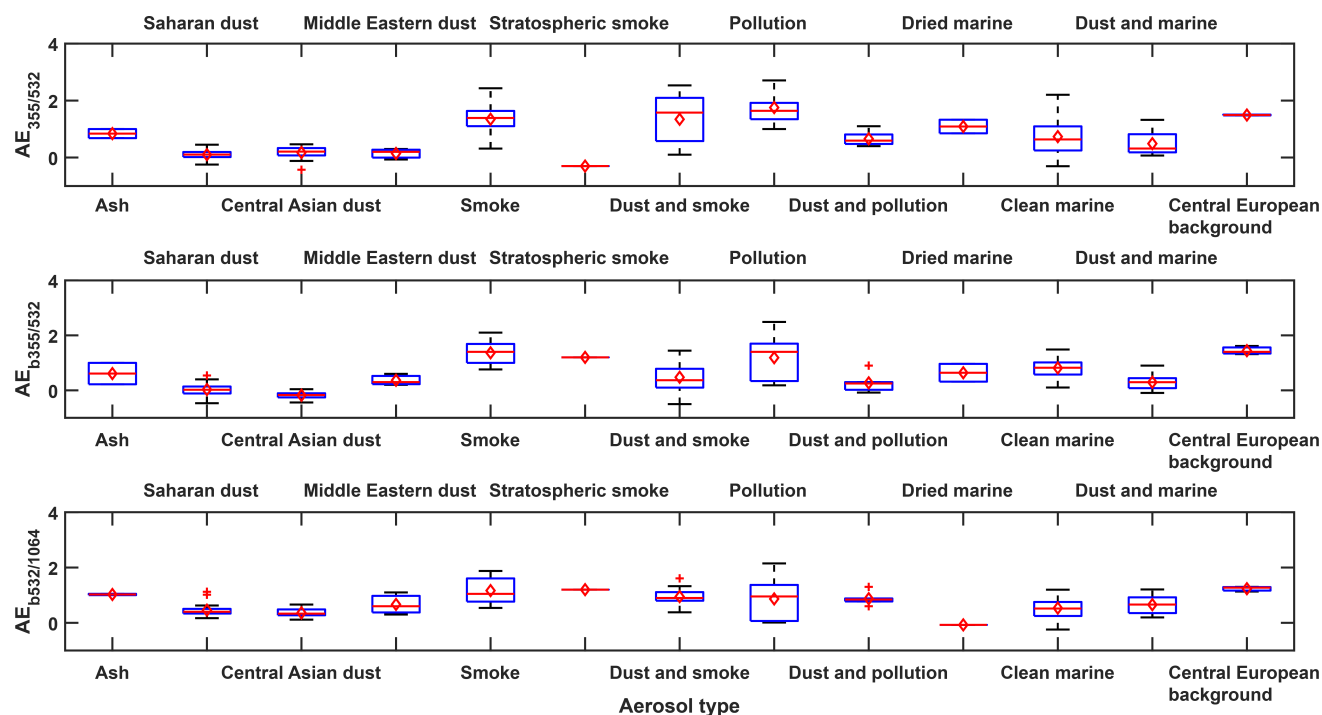 Saharan dust Middle Eastern dust Stratospheric smoke Pollution Dried marine Dust and marine
4
2
0
AE355/532
Ash Central Asian dust Smoke Dust and smoke Dust and pollution Clean marine Central European
background
Saharan dust Middle Eastern dust Stratospheric smoke Pollution Dried marine Dust and marine
4
2
0
AEb355/532
Ash Central Asian dust Smoke Dust and smoke Dust and pollution Clean marine Central European
background
Saharan dust Middle Eastern dust Stratospheric smoke Pollution Dried marine Dust and marine
4
2
0
AEb532/1064
Ash Central Asian dust Smoke Dust and smoke Dust and pollution Clean marine Central European
background
Aerosol type